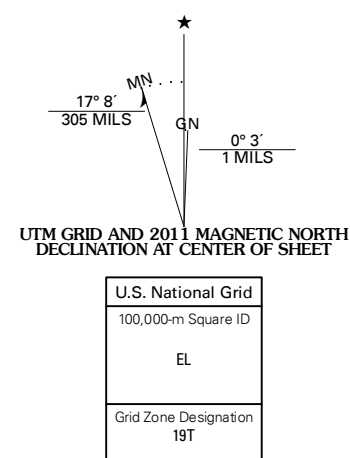 ★
MN
17° 8´
305 MILS
GN
0° 3´
1 MILS
UTM GRID AND 2011 MAGNETIC NORTH
DECLINATION AT CENTER OF SHEET
U.S. National Grid
100,000-m Square ID
EL
Grid Zone Designation
19T